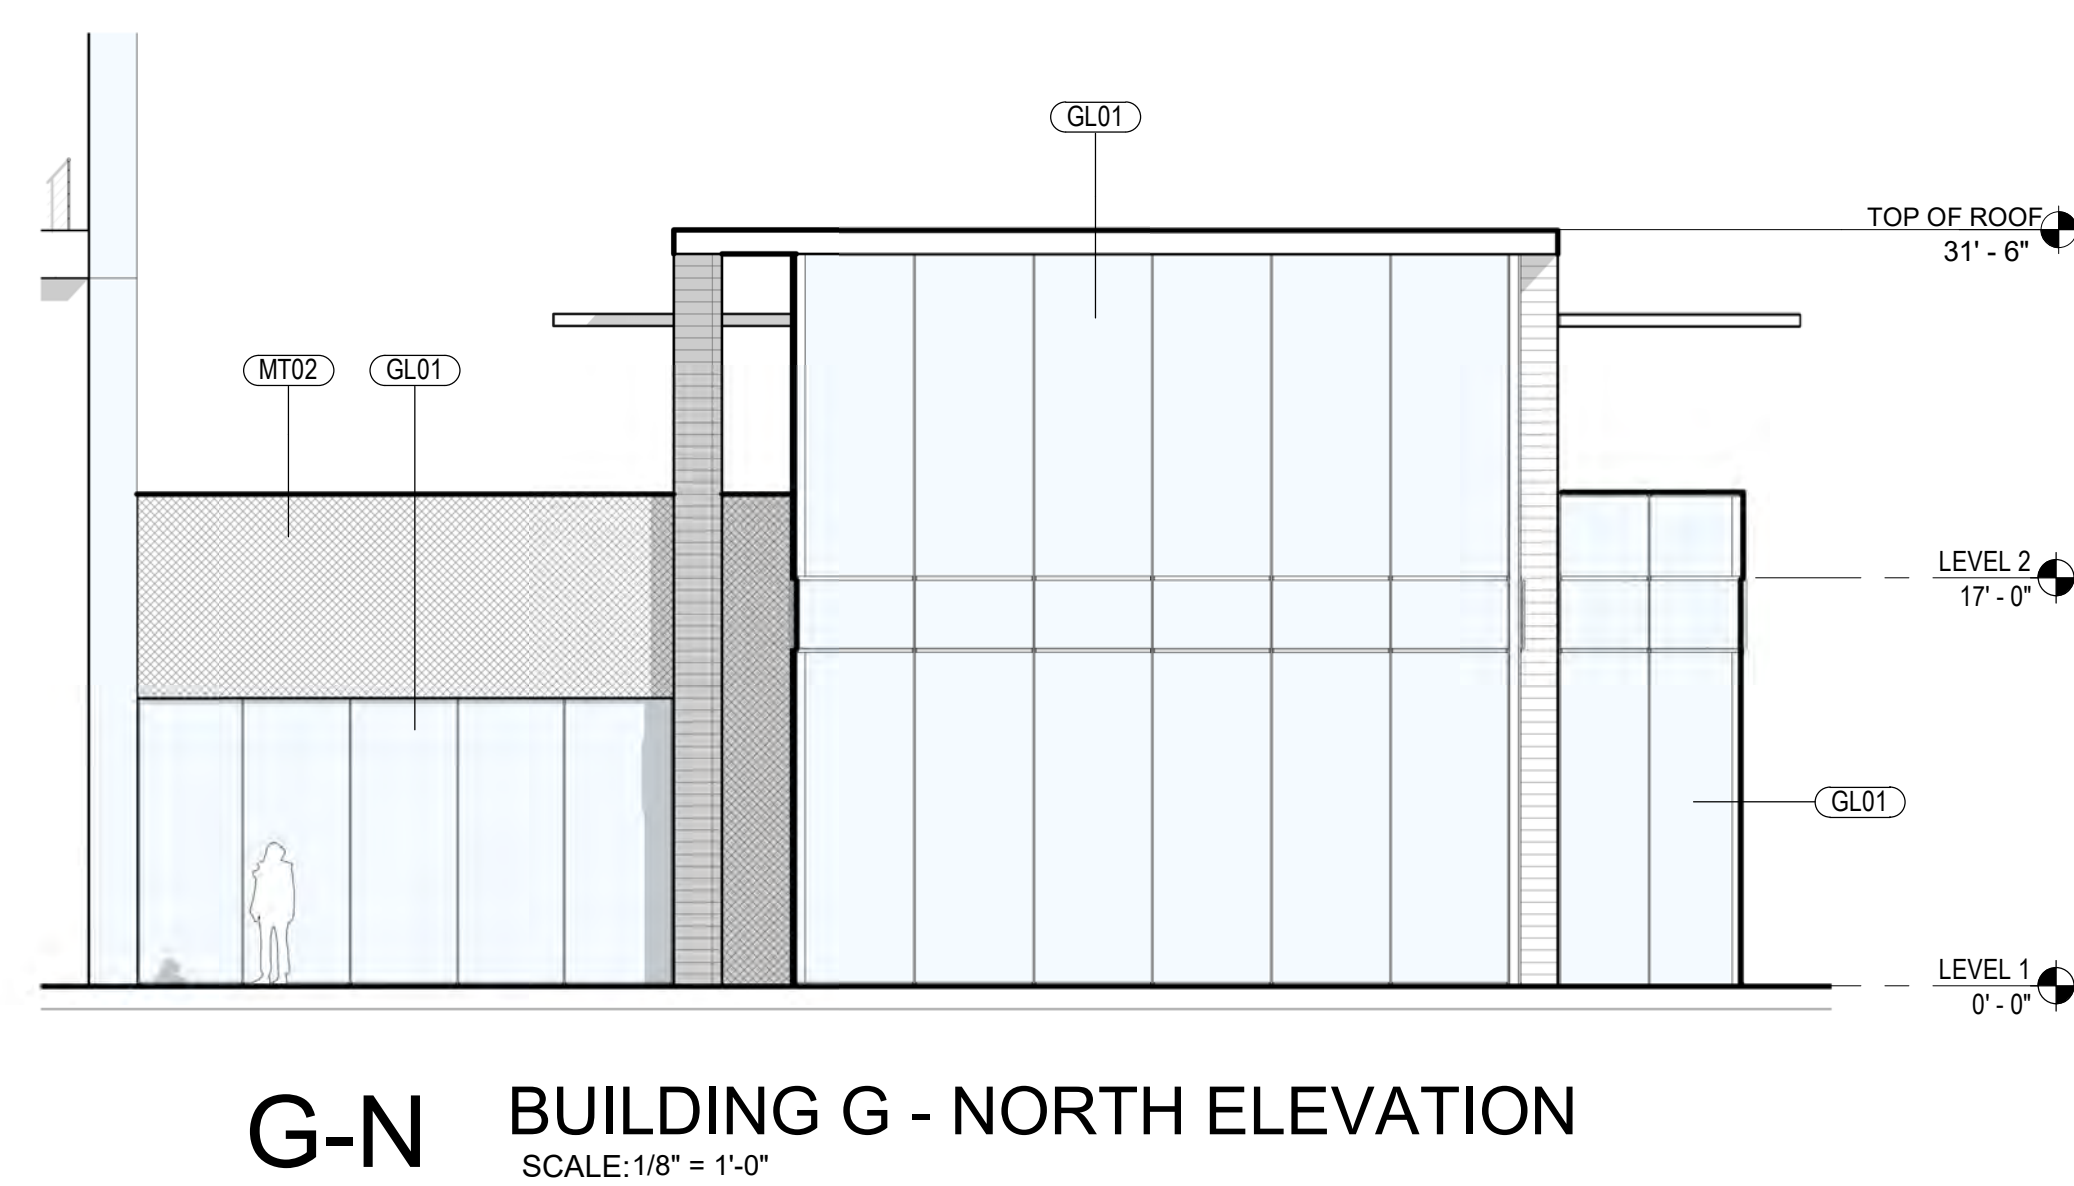 GL01
TOP OF ROOF
31' - 6"
MT02
GL01
LEVEL 2
17' - 0"
GL01
LEVEL 1
0' - 0"
G-N
BUILDING G - NORTH ELEVATION
SCALE: 1/8" = 1'-0"